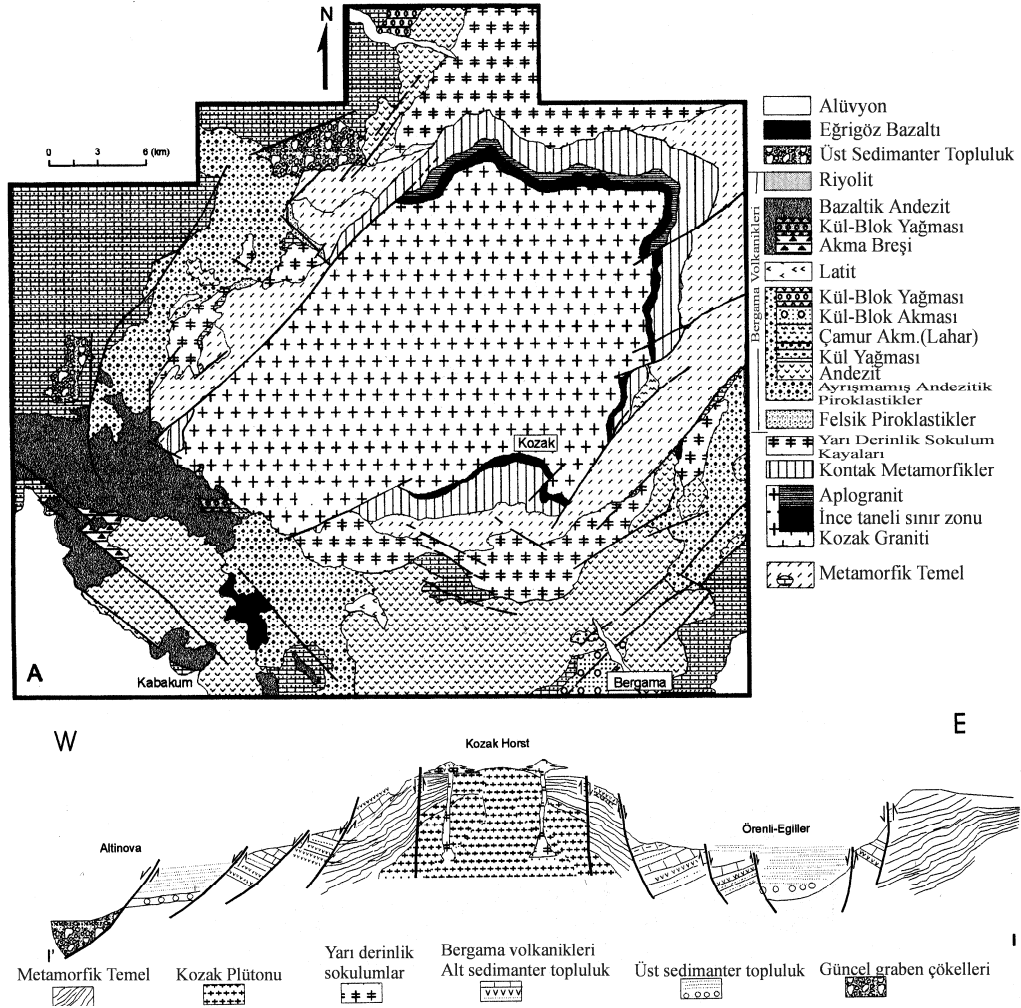 N
0 3 6 (km)
Kozak
A
Kabakum
Bergama
Alüvyon
Eğrigöz Bazaltı
Üst Sedimanter Topluluk
Bergama Volkanikleri
Riyolit
Bazaltik Andezit
Kül-Blok Yağması
Akma Breşi
Latit
Kül-Blok Yağması
Kül-Blok Akması
Çamur Akm.(Lahar)
Kül Yağması
Andezit
Ayrışmamış Andezitik
Piroklastikler
Felsik Piroklastikler
Yarı Derinlik Sokulum
Kayaları
Kontak Metamorfikler
Aplogranit
İnce taneli sınır zonu
Kozak Graniti
Metamorfik Temel
W
E
Kozak Horst
Altinova
Örenli-Egiller
I'
I
Metamorfik Temel
Kozak Plütonu
Yarı derinlik
sokulumlar
Bergama volkanikleri
Alt sedimanter topluluk
Üst sedimanter topluluk
Güncel graben çökelleri